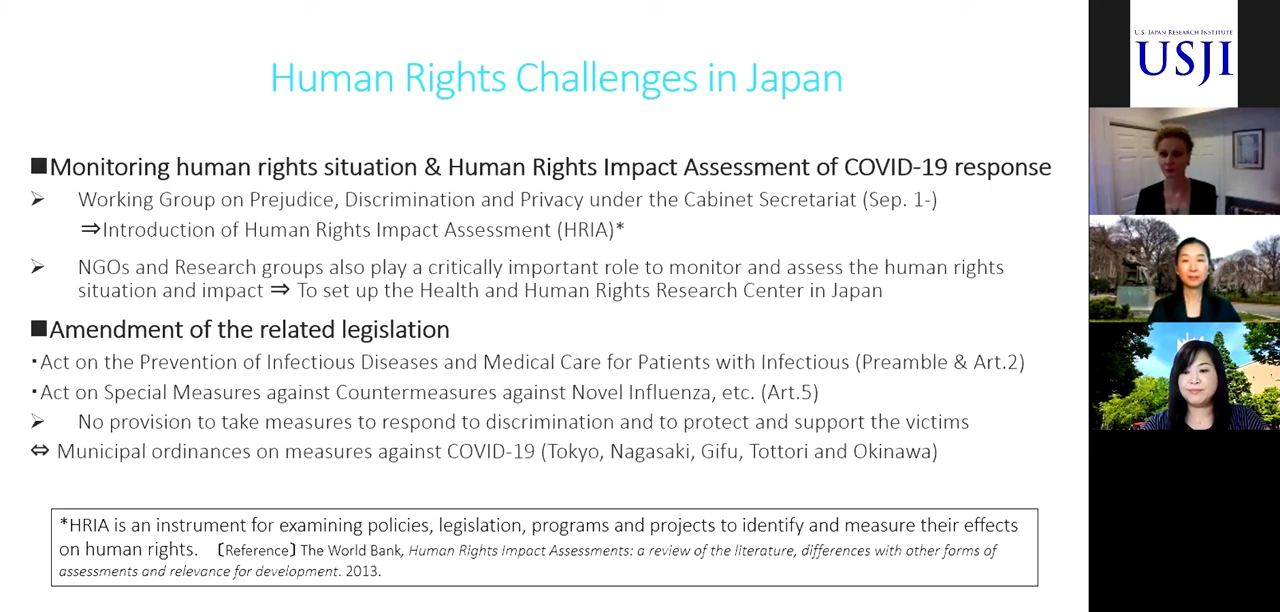 Human Rights Challenges in Japan
■Monitoring human rights situation & Human Rights Impact Assessment of COVID-19 response
➢ Working Group on Prejudice, Discrimination and Privacy under the Cabinet Secretariat (Sep. 1-)
⇒Introduction of Human Rights Impact Assessment (HRIA)*
➢ NGOs and Research groups also play a critically important role to monitor and assess the human rights
situation and impact ⇒ To set up the Health and Human Rights Research Center in Japan
■Amendment of the related legislation
・Act on the Prevention of Infectious Diseases and Medical Care for Patients with Infectious (Preamble & Art.2)
・Act on Special Measures against Countermeasures against Novel Influenza, etc. (Art.5)
➢ No provision to take measures to respond to discrimination and to protect and support the victims
⇔ Municipal ordinances on measures against COVID-19 (Tokyo, Nagasaki, Gifu, Tottori and Okinawa)
*HRIA is an instrument for examining policies, legislation, programs and projects to identify and measure their effects
on human rights. 〔Reference〕The World Bank, Human Rights Impact Assessments: a review of the literature, differences with other forms of
assessments and relevance for development. 2013.
U.S. JAPAN RESEARCH INSTITUTE
USJI